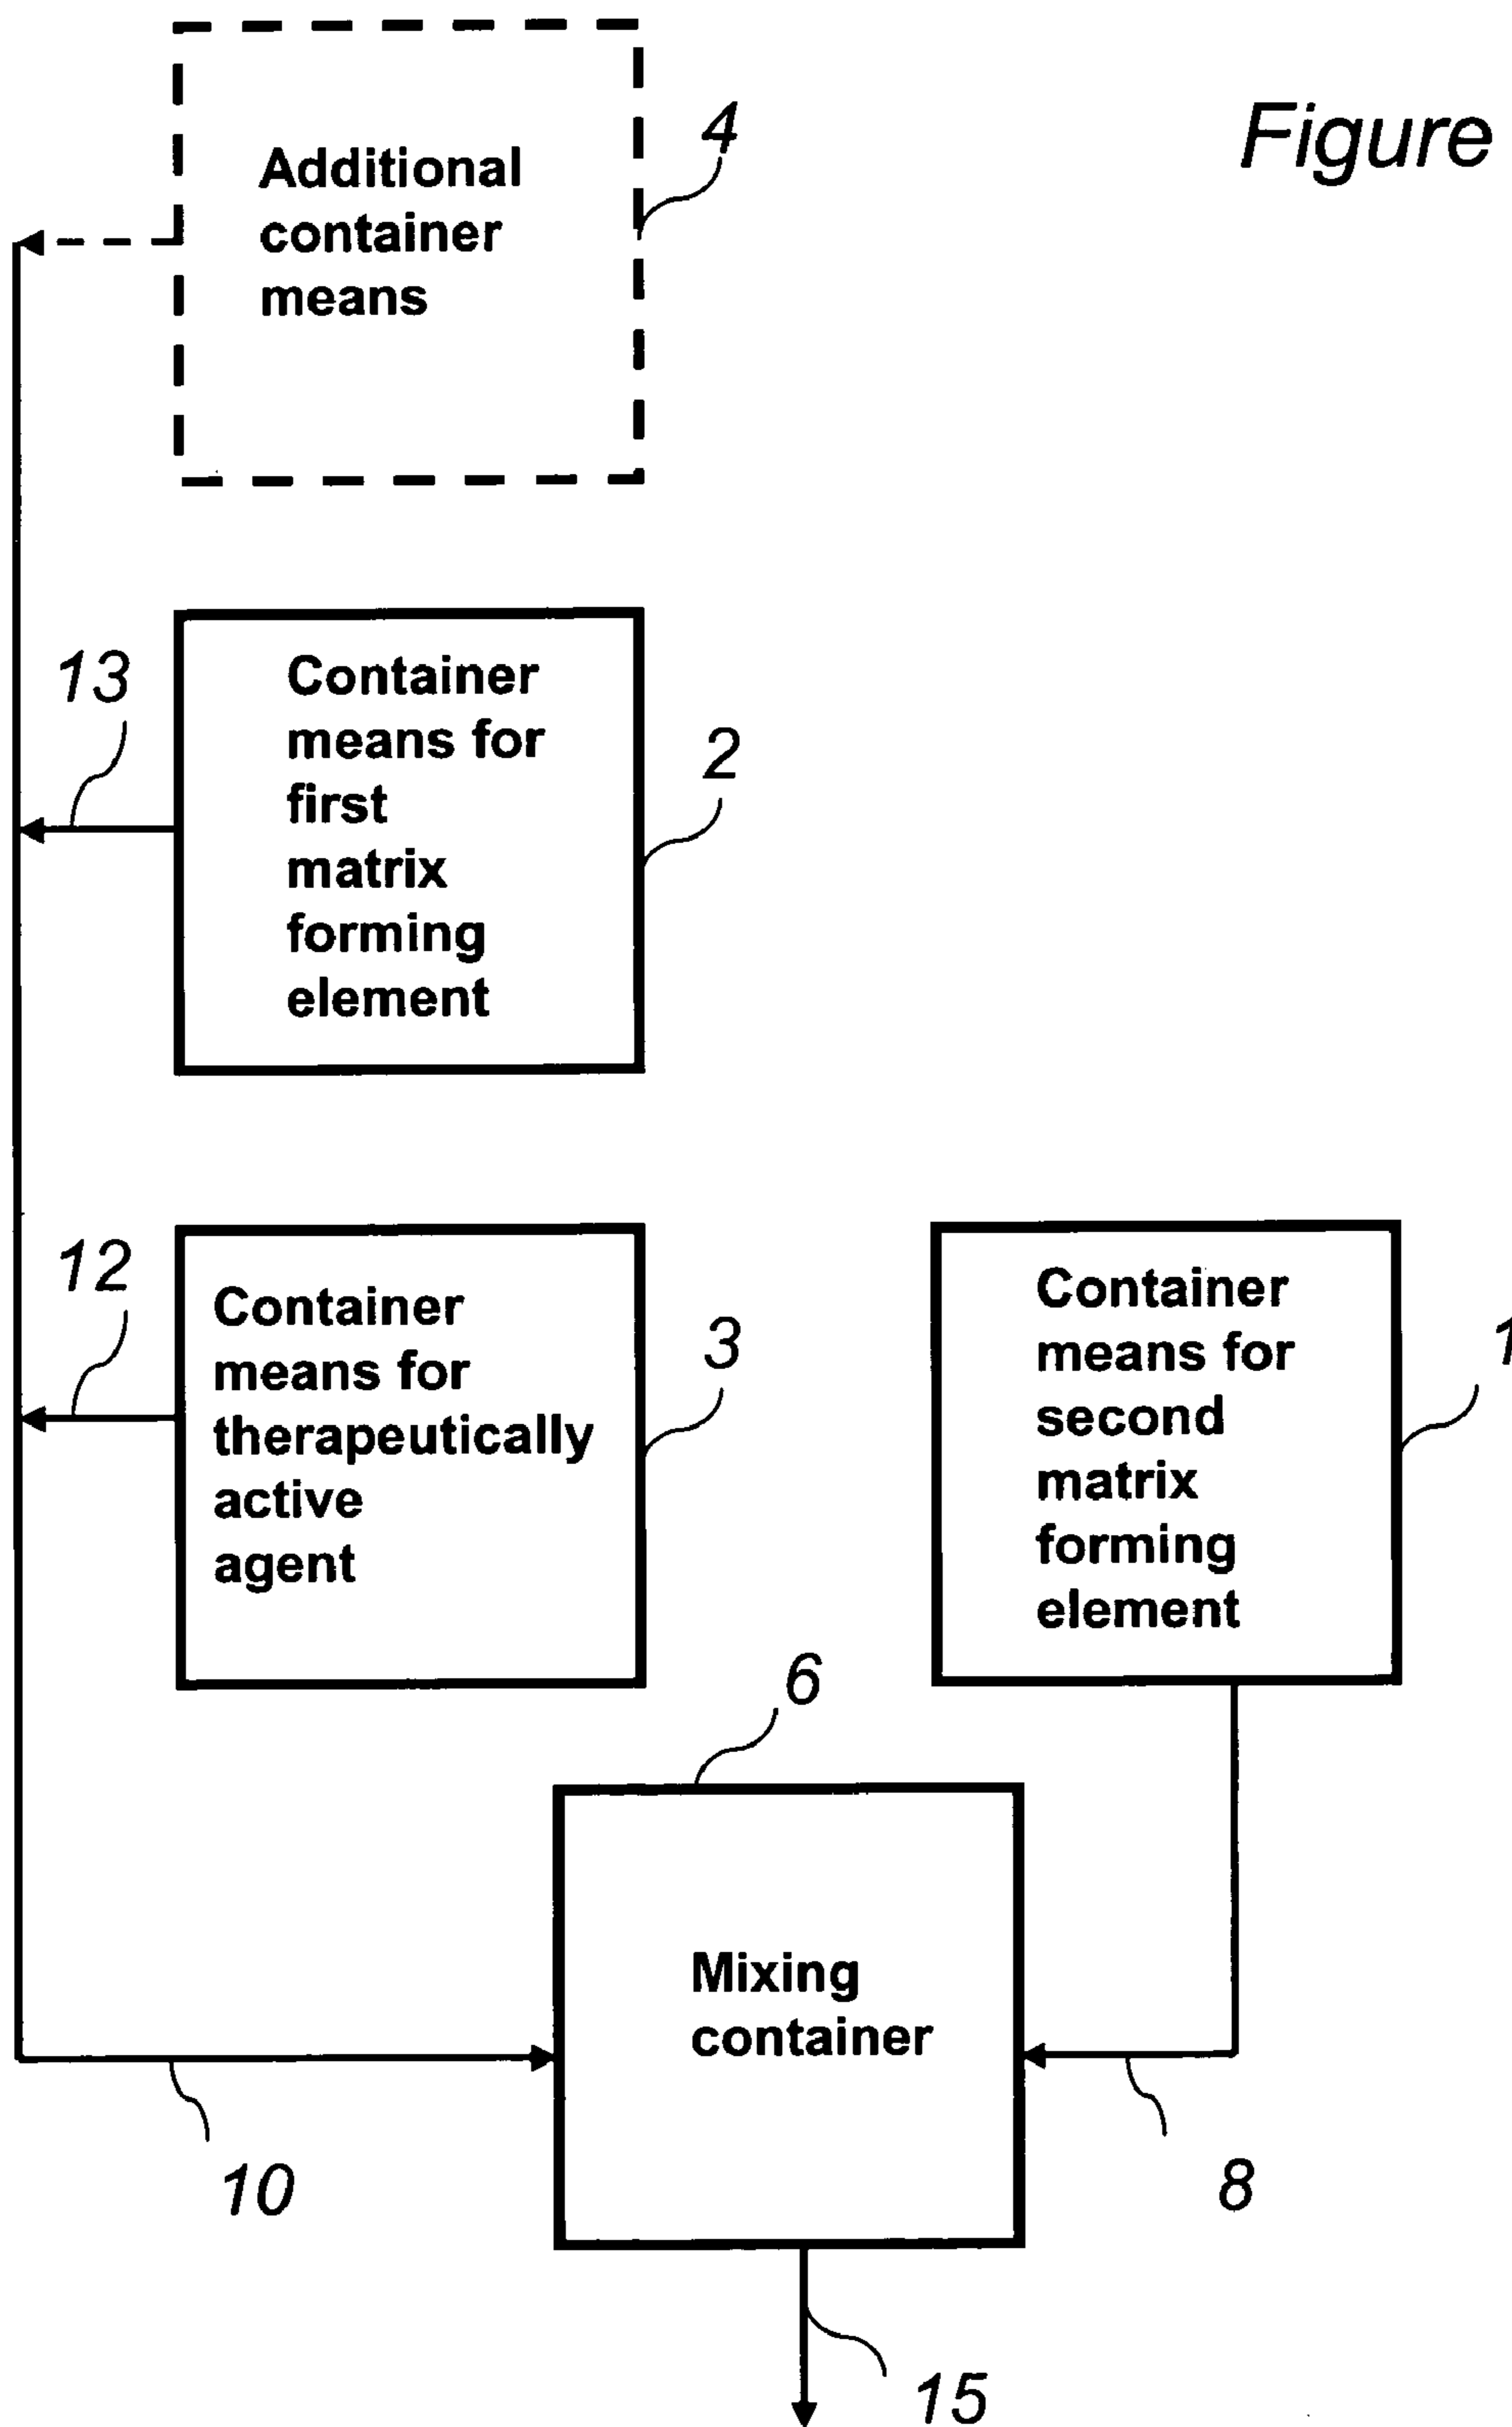 Figure
4
Additional
container
means
13
Container
means for
first
matrix
forming
element
2
12
Container
means for
therapeutically
active
agent
3
Container
means for
second
matrix
forming
element
1
6
Mixing
container
10
8
15